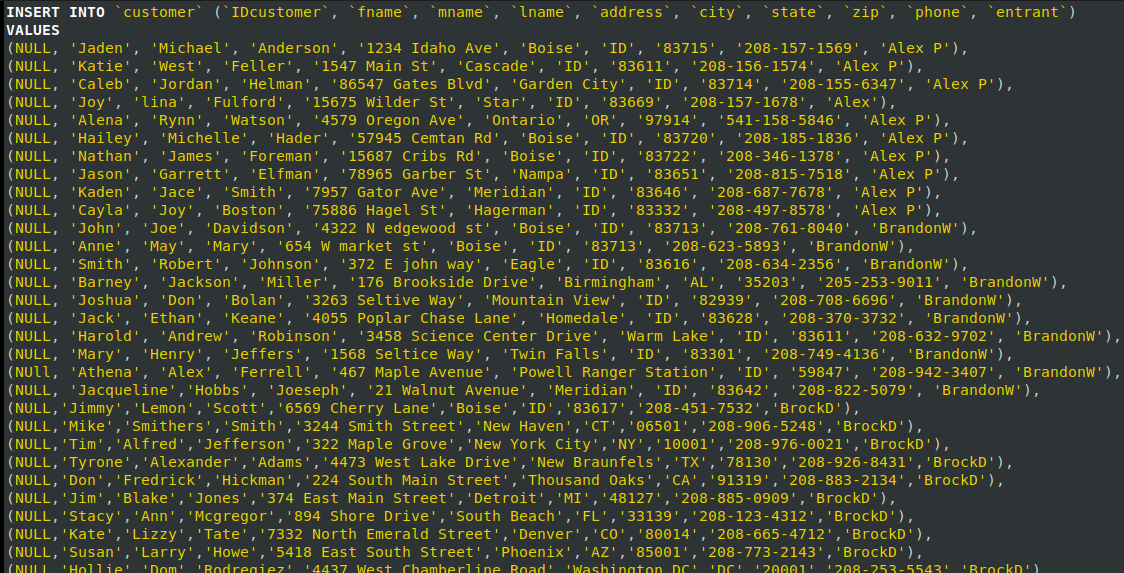 INSERT INTO `customer` (`IDcustomer`, `fname`, `mname`, `lname`, `address`, `city`, `state`, `zip`, `phone`, `entrant`)
VALUES
(NULL, 'Jaden', 'Michael', 'Anderson', '1234 Idaho Ave', 'Boise', 'ID', '83715', '208-157-1569', 'Alex P'),
(NULL, 'Katie', 'West', 'Feller', '1547 Main St', 'Cascade', 'ID', '83611', '208-156-1574', 'Alex P'),
(NULL, 'Caleb', 'Jordan', 'Helman', '86547 Gates Blvd', 'Garden City', 'ID', '83714', '208-155-6347', 'Alex P'),
(NULL, 'Joy', 'lina', 'Fulford', '15675 Wilder St', 'Star', 'ID', '83669', '208-157-1678', 'Alex'),
(NULL, 'Alena', 'Rynn', 'Watson', '4579 Oregon Ave', 'Ontario', 'OR', '97914', '541-158-5846', 'Alex P'),
(NULL, 'Hailey', 'Michelle', 'Hader', '57945 Cemtan Rd', 'Boise', 'ID', '83720', '208-185-1836', 'Alex P'),
(NULL, 'Nathan', 'James', 'Foreman', '15687 Cribs Rd', 'Boise', 'ID', '83722', '208-346-1378', 'Alex P'),
(NULL, 'Jason', 'Garrett', 'Elfman', '78965 Garber St', 'Nampa', 'ID', '83651', '208-815-7518', 'Alex P'),
(NULL, 'Kaden', 'Jace', 'Smith', '7957 Gator Ave', 'Meridian', 'ID', '83646', '208-687-7678', 'Alex P'),
(NULL, 'Cayla', 'Joy', 'Boston', '75886 Hagel St', 'Hagerman', 'ID', '83332', '208-497-8578', 'Alex P'),
(NULL, 'John', 'Joe', 'Davidson', '4322 N edgewood st', 'Boise', 'ID', '83713', '208-761-8040', 'BrandonW'),
(NULL, 'Anne', 'May', 'Mary', '654 W market st', 'Boise', 'ID', '83713', '208-623-5893', 'BrandonW'),
(NULL, 'Smith', 'Robert', 'Johnson', '372 E john way', 'Eagle', 'ID', '83616', '208-634-2356', 'BrandonW'),
(NULL, 'Barney', 'Jackson', 'Miller', '176 Brookside Drive', 'Birmingham', 'AL', '35203', '205-253-9011', 'BrandonW'),
(NULL, 'Joshua', 'Don', 'Bolan', '3263 Seltive Way', 'Mountain View', 'ID', '82939', '208-708-6696', 'BrandonW'),
(NULL, 'Jack', 'Ethan', 'Keane', '4055 Poplar Chase Lane', 'Homedale', 'ID', '83628', '208-370-3732', 'BrandonW'),
(NULL, 'Harold', 'Andrew', 'Robinson', '3458 Science Center Drive', 'Warm Lake', 'ID', '83611', '208-632-9702', 'BrandonW'),
(NULL, 'Mary', 'Henry', 'Jeffers', '1568 Seltice Way', 'Twin Falls', 'ID', '83301', '208-749-4136', 'BrandonW'),
(NUll, 'Athena', 'Alex', 'Ferrell', '467 Maple Avenue', 'Powell Ranger Station', 'ID', '59847', '208-942-3407', 'BrandonW'),
(NULL, 'Jacqueline','Hobbs', 'Joeseph', '21 Walnut Avenue', 'Meridian', 'ID', '83642', '208-822-5079', 'BrandonW'),
(NULL,'Jimmy','Lemon','Scott','6569 Cherry Lane','Boise','ID','83617','208-451-7532','BrockD'),
(NULL,'Mike','Smithers','Smith','3244 Smith Street','New Haven','CT','06501','208-906-5248','BrockD'),
(NULL,'Tim','Alfred','Jefferson','322 Maple Grove','New York City','NY','10001','208-976-0021','BrockD'),
(NULL,'Tyrone','Alexander','Adams','4473 West Lake Drive','New Braunfels','TX','78130','208-926-8431','BrockD'),
(NULL,'Don','Fredrick','Hickman','224 South Main Street','Thousand Oaks','CA','91319','208-883-2134','BrockD'),
(NULL,'Jim','Blake','Jones','374 East Main Street','Detroit','MI','48127','208-885-0909','BrockD'),
(NULL,'Stacy','Ann','Mcgregor','894 Shore Drive','South Beach','FL','33139','208-123-4312','BrockD'),
(NULL,'Kate','Lizzy','Tate','7332 North Emerald Street','Denver','CO','80014','208-665-4712','BrockD'),
(NULL,'Susan','Larry','Howe','5418 East South Street','Phoenix','AZ','85001','208-773-2143','BrockD'),
(NULL,'Hollie','Dom','Rodregiez','4437 West Chamberline Road','Washington DC','DC','20001','208-253-5543','BrockD'),